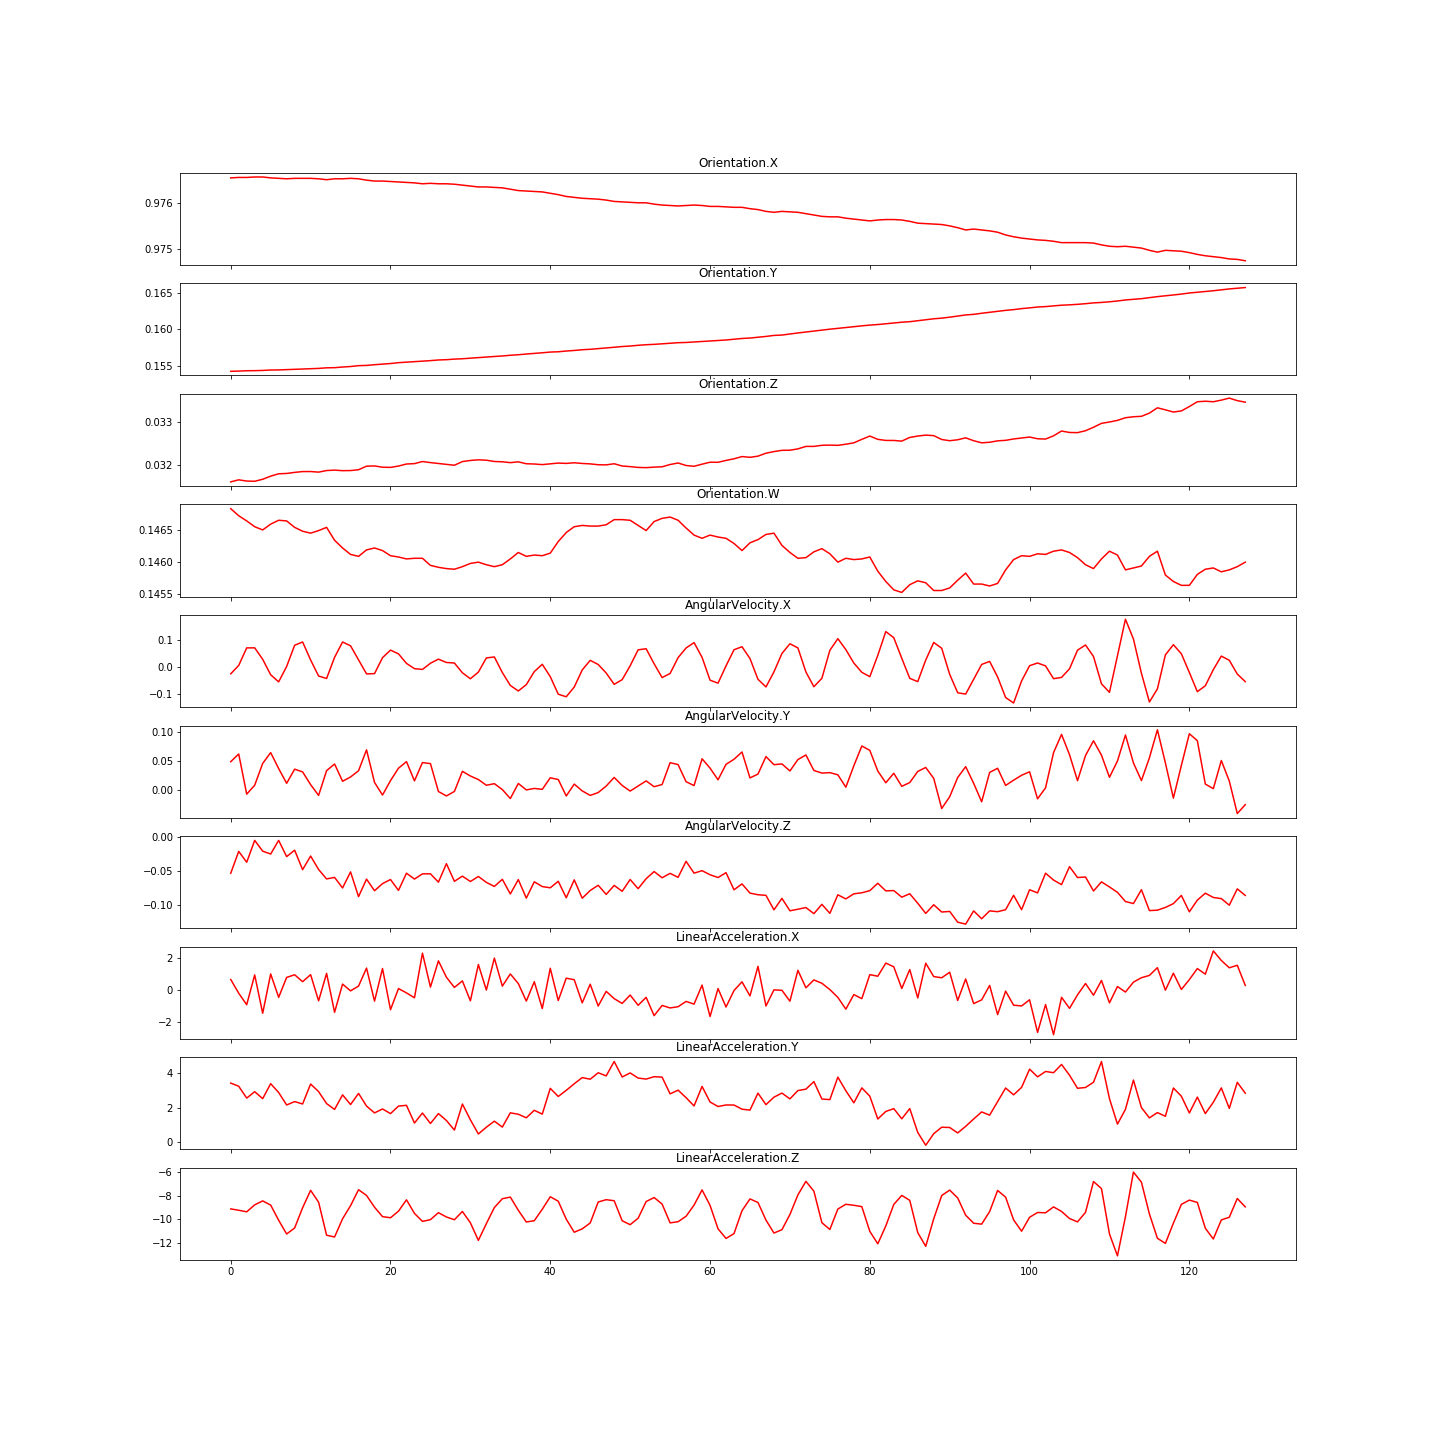 Orientation.X
0.976
0.975
Orientation.Y
0.165
0.160
0.155
Orientation.Z
0.033
0.032
Orientation.W
0.1465
0.1460
0.1455
AngularVelocity.X
0.1
0.0
−0.1
AngularVelocity.Y
0.10
0.05
0.00
AngularVelocity.Z
0.00
−0.05
−0.10
LinearAcceleration.X
2
0
−2
LinearAcceleration.Y
4
2
0
LinearAcceleration.Z
−6
−8
−10
−12
0 20 40 60 80 100 120